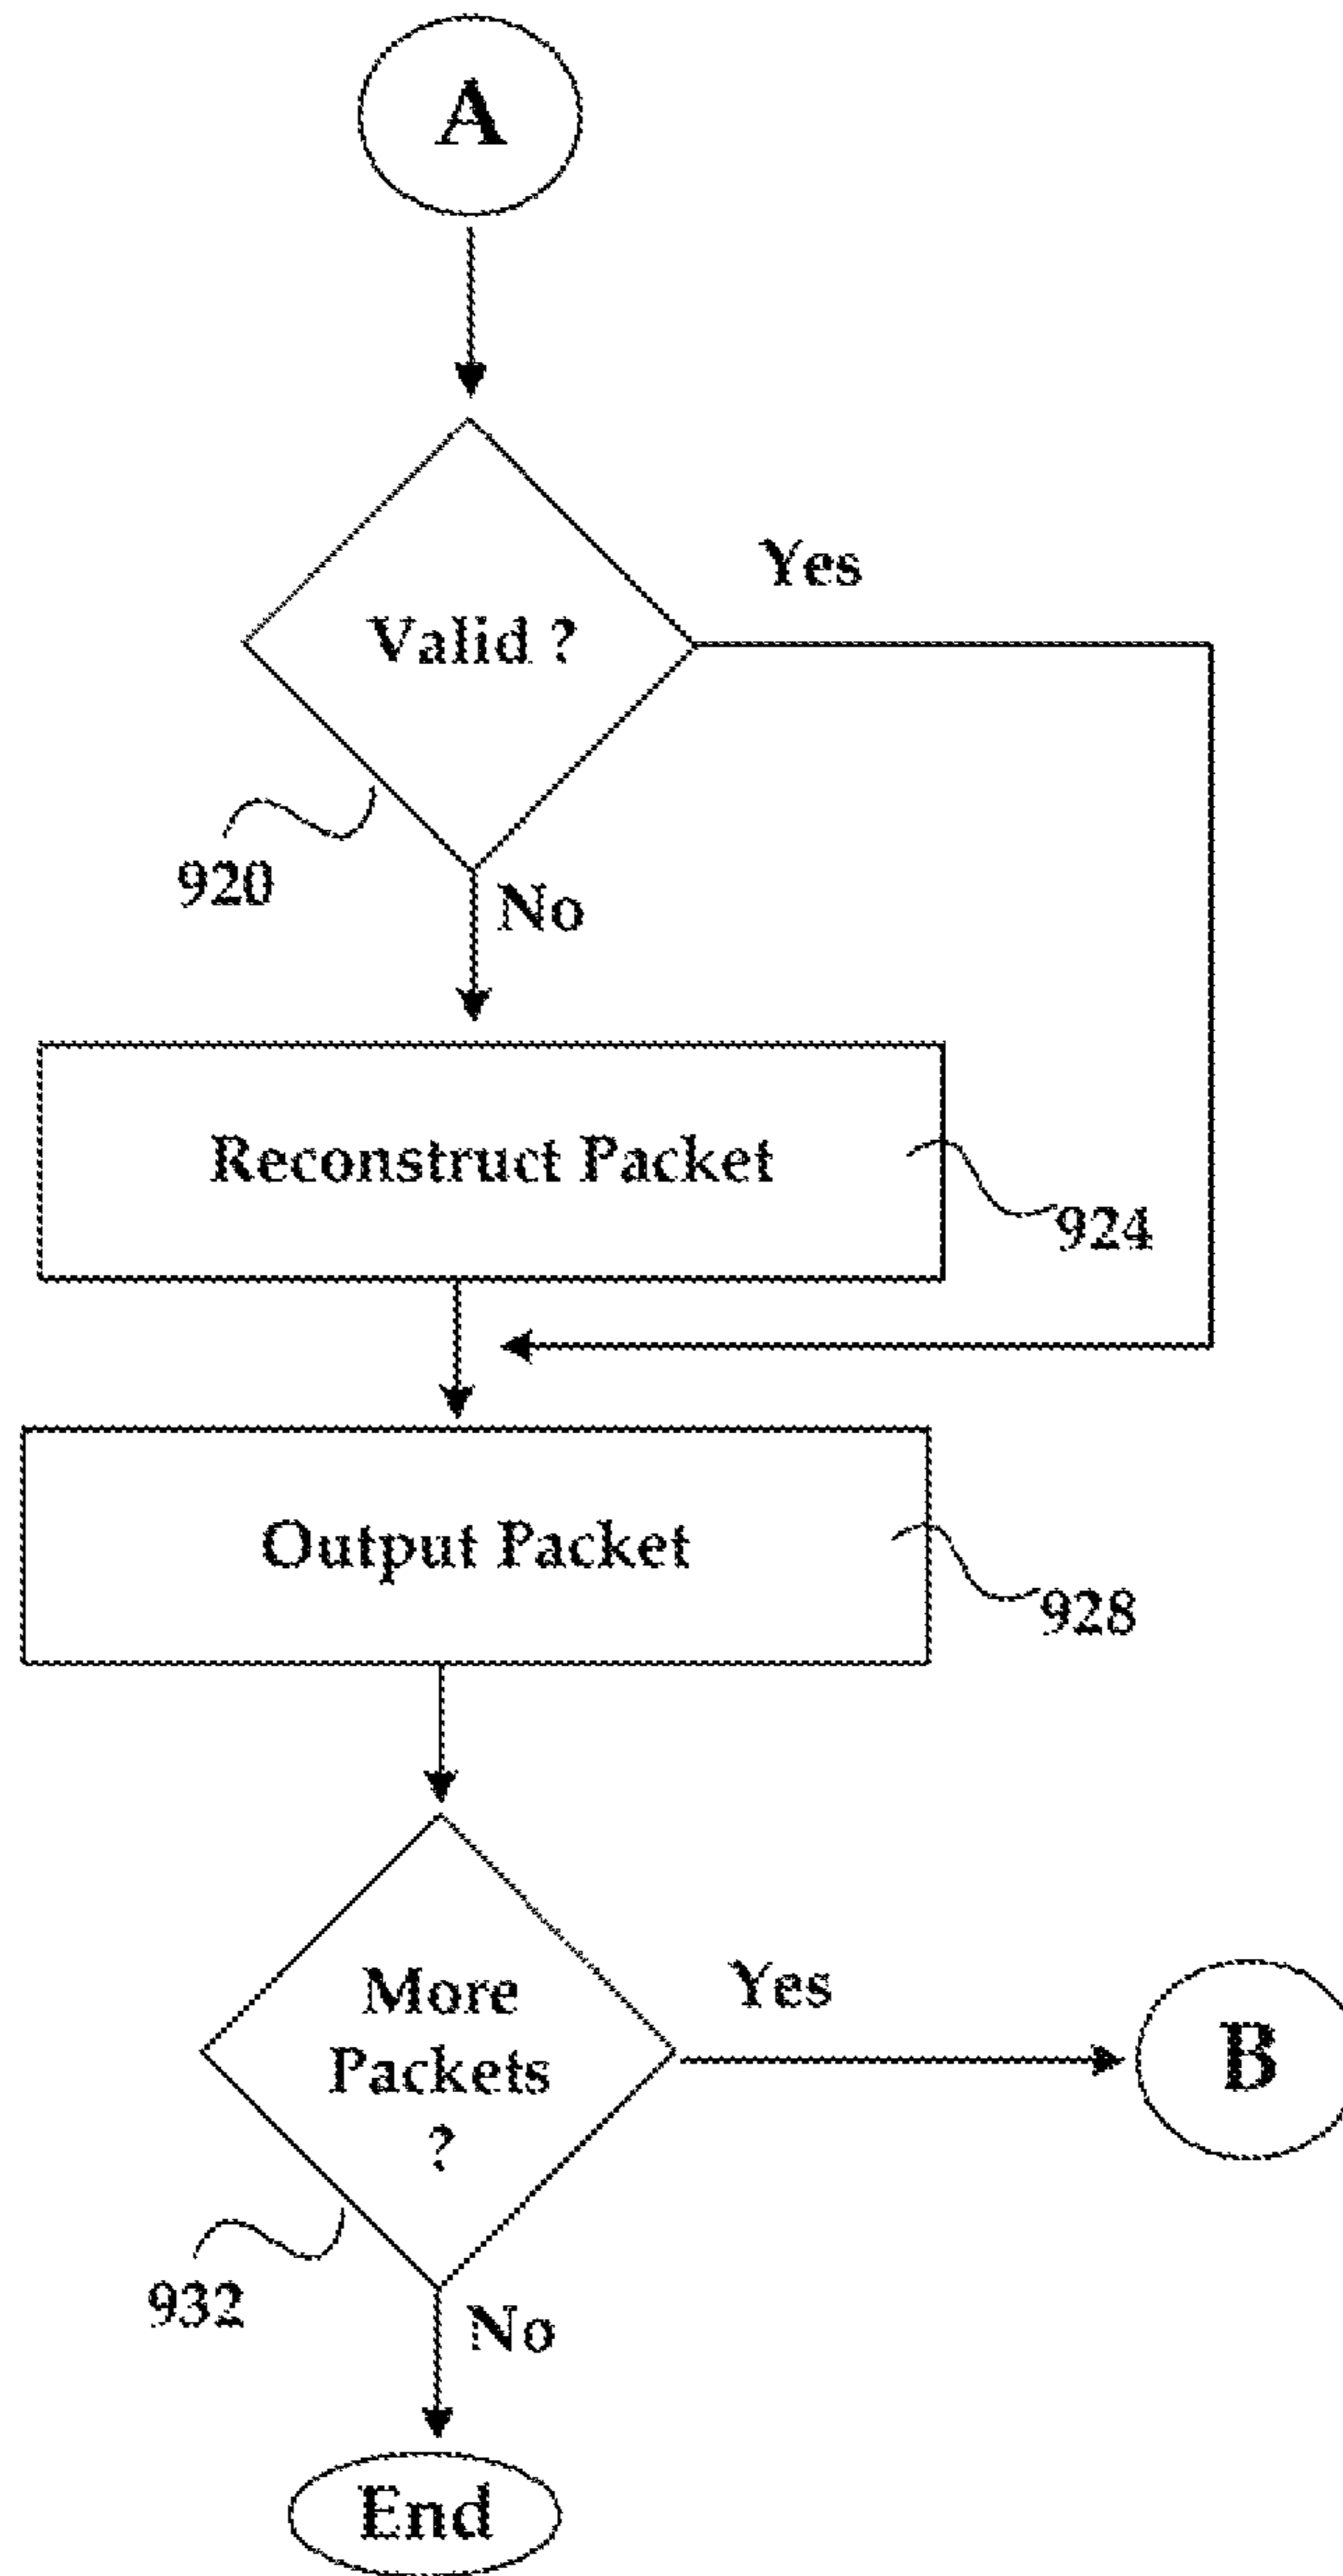 A
Yes
Valid ?
920
No
Reconstruct Packet
924
Output Packet
928
More
Packets
?
Yes
B
932
No
End